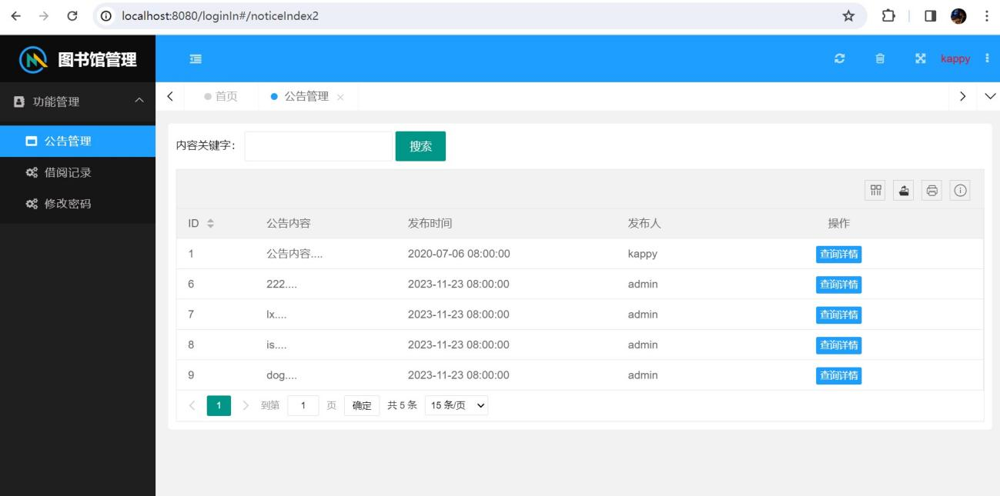 localhost:8080/loginIn#/noticeIndex2
图书馆管理
kappy
功能管理
首页
公告管理
公告管理
借阅记录
修改密码
内容关键字：
搜索
ID 公告内容 发布时间 发布人 操作
1 公告内容.... 2020-07-06 08:00:00 kappy 查询详情
6 222.... 2023-11-23 08:00:00 admin 查询详情
7 lx.... 2023-11-23 08:00:00 admin 查询详情
8 is.... 2023-11-23 08:00:00 admin 查询详情
9 dog.... 2023-11-23 08:00:00 admin 查询详情
1 到第 1 页 确定 共 5 条 15 条/页